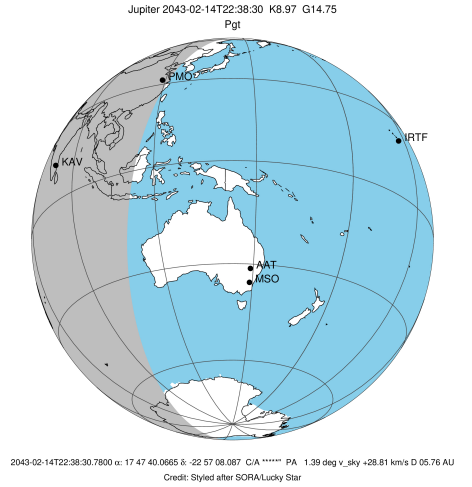 Jupiter 2043-02-14T22:38:30 K8.97 G14.75
Pgt
PMO
IRTF
KAV
AAT
MSO
2043-02-14T22:38:30.7800 α: 17 47 40.0665 δ: -22 57 08.087 C/A *****" PA 1.39 deg v_sky +28.81 km/s D 05.76 AU
Credit: Styled after SORA/Lucky Star